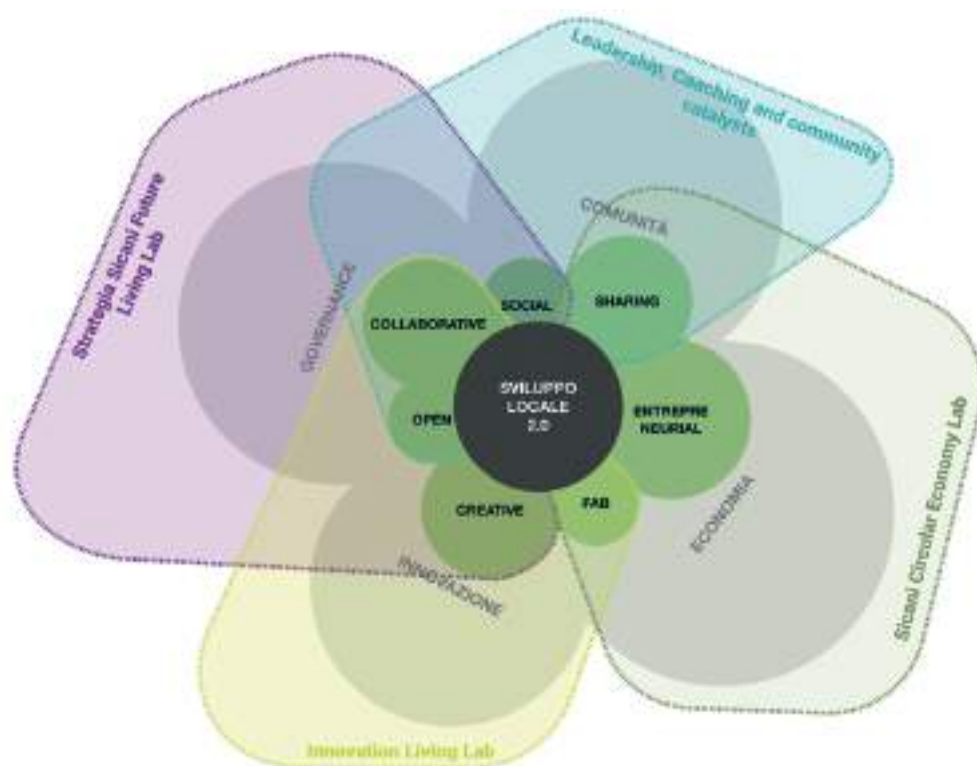 Leadership, Coaching and community
catalysts
Strategia Sicani Future
Living Lab
COMUNITÀ
GOVERNANCE
SOCIAL
SHARING
COLLABORATIVE
SVILUPPO
LOCALE
2.0
OPEN
ENTREPRE
NEURIAL
CREATIVE
FAB
ECONOMIA
INNOVAZIONE
Sicani Circular Economy Lab
Innovation Living Lab